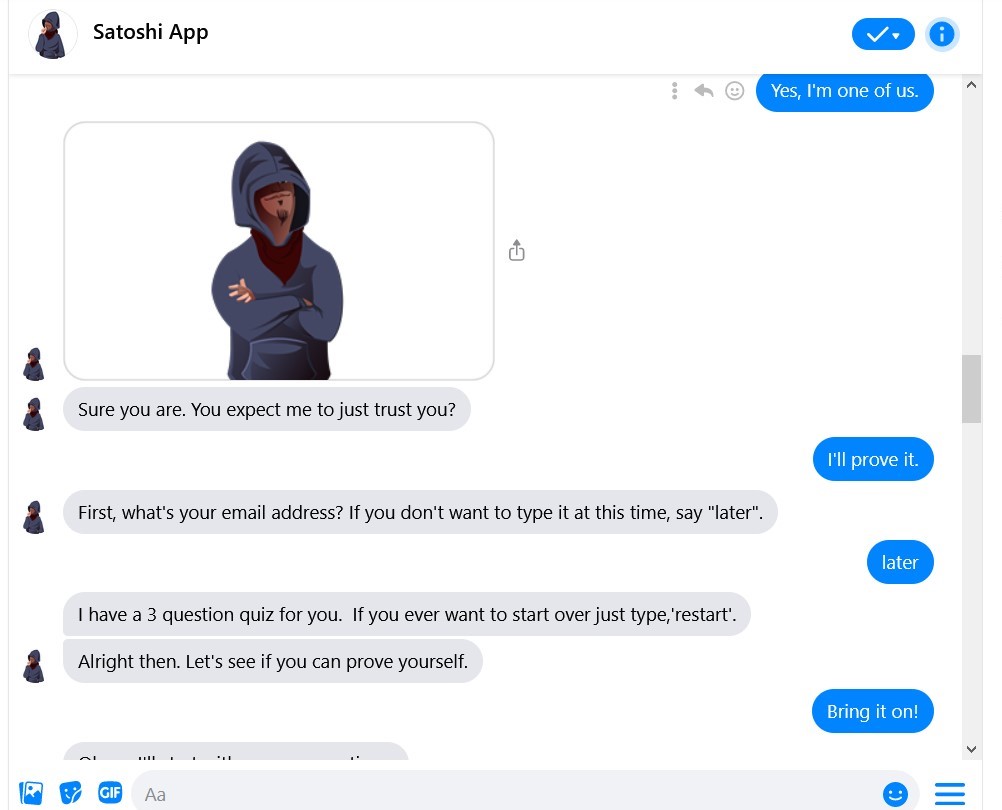 Satoshi App
Yes, I'm one of us.
Sure you are. You expect me to just trust you?
I'll prove it.
First, what's your email address? If you don't want to type it at this time, say "later".
later
I have a 3 question quiz for you.  If you ever want to start over just type,'restart'.
Alright then. Let's see if you can prove yourself.
Bring it on!
GIF
Aa